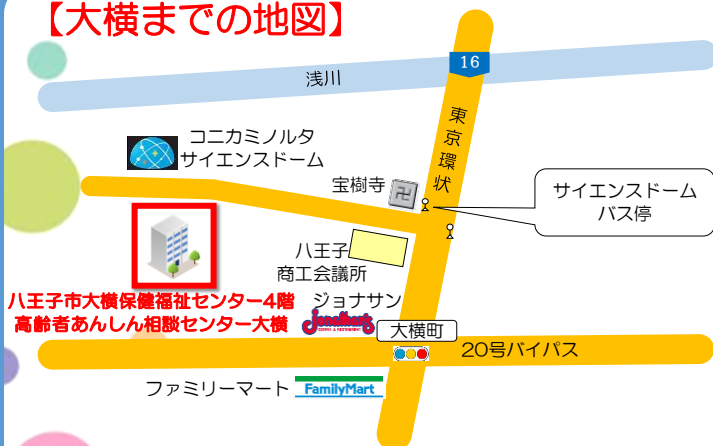 【大横までの地図】
16
浅川
東京環状
コニカミノルタ
サイエンスドーム
宝樹寺
卍
サイエンスドーム
バス停
八王子
商工会議所
八王子市大横保健福祉センター4階
高齢者あんしん相談センター大横
ジョナサン
Jonathan's
COFFEE & RESTAURANT
大横町
20号バイパス
ファミリーマート
FamilyMart